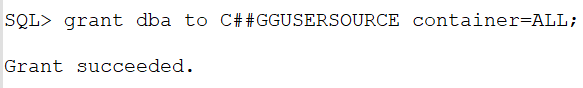 SQL> grant dba to C##GGUSERSOURCE container=ALL;
Grant succeeded.